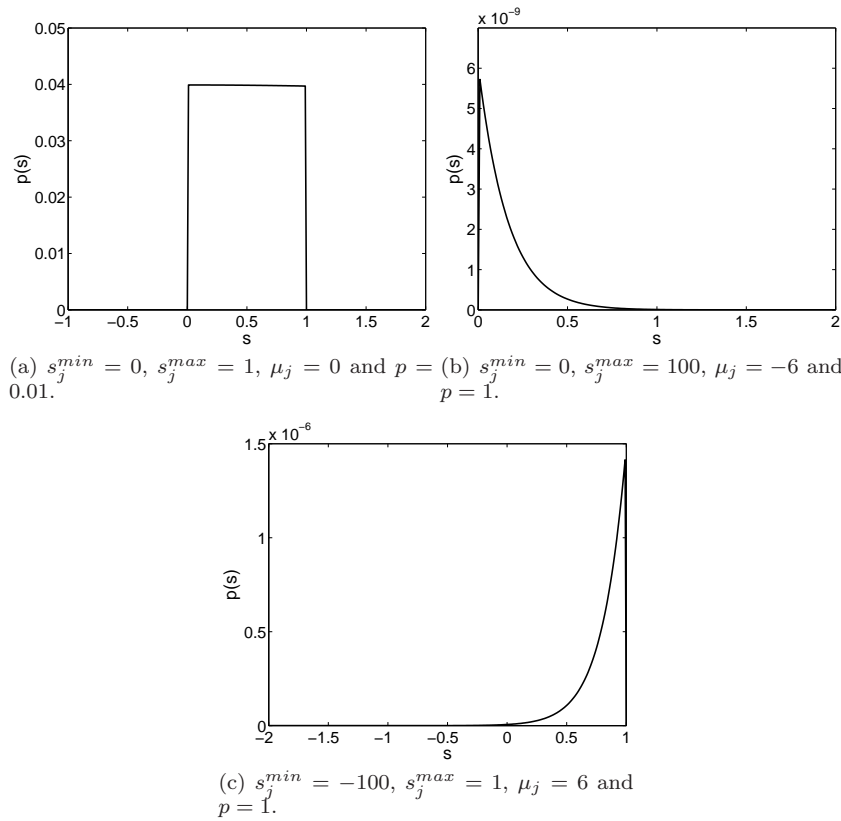 x 10⁻⁹
0.05
0.04
0.03
0.02
0.01
0
p(s)
−1 −0.5 0 0.5 1 1.5 2
s
7
6
5
4
3
2
1
0
p(s)
0 0.5 1 1.5 2
s
(a) s_j^{min} = 0, s_j^{max} = 1, μ_j = 0 and p =
0.01.
(b) s_j^{min} = 0, s_j^{max} = 100, μ_j = −6 and
p = 1.
x 10⁻⁶
1.5
1
0.5
0
p(s)
−2 −1.5 −1 −0.5 0 0.5 1
s
(c) s_j^{min} = −100, s_j^{max} = 1, μ_j = 6 and
p = 1.